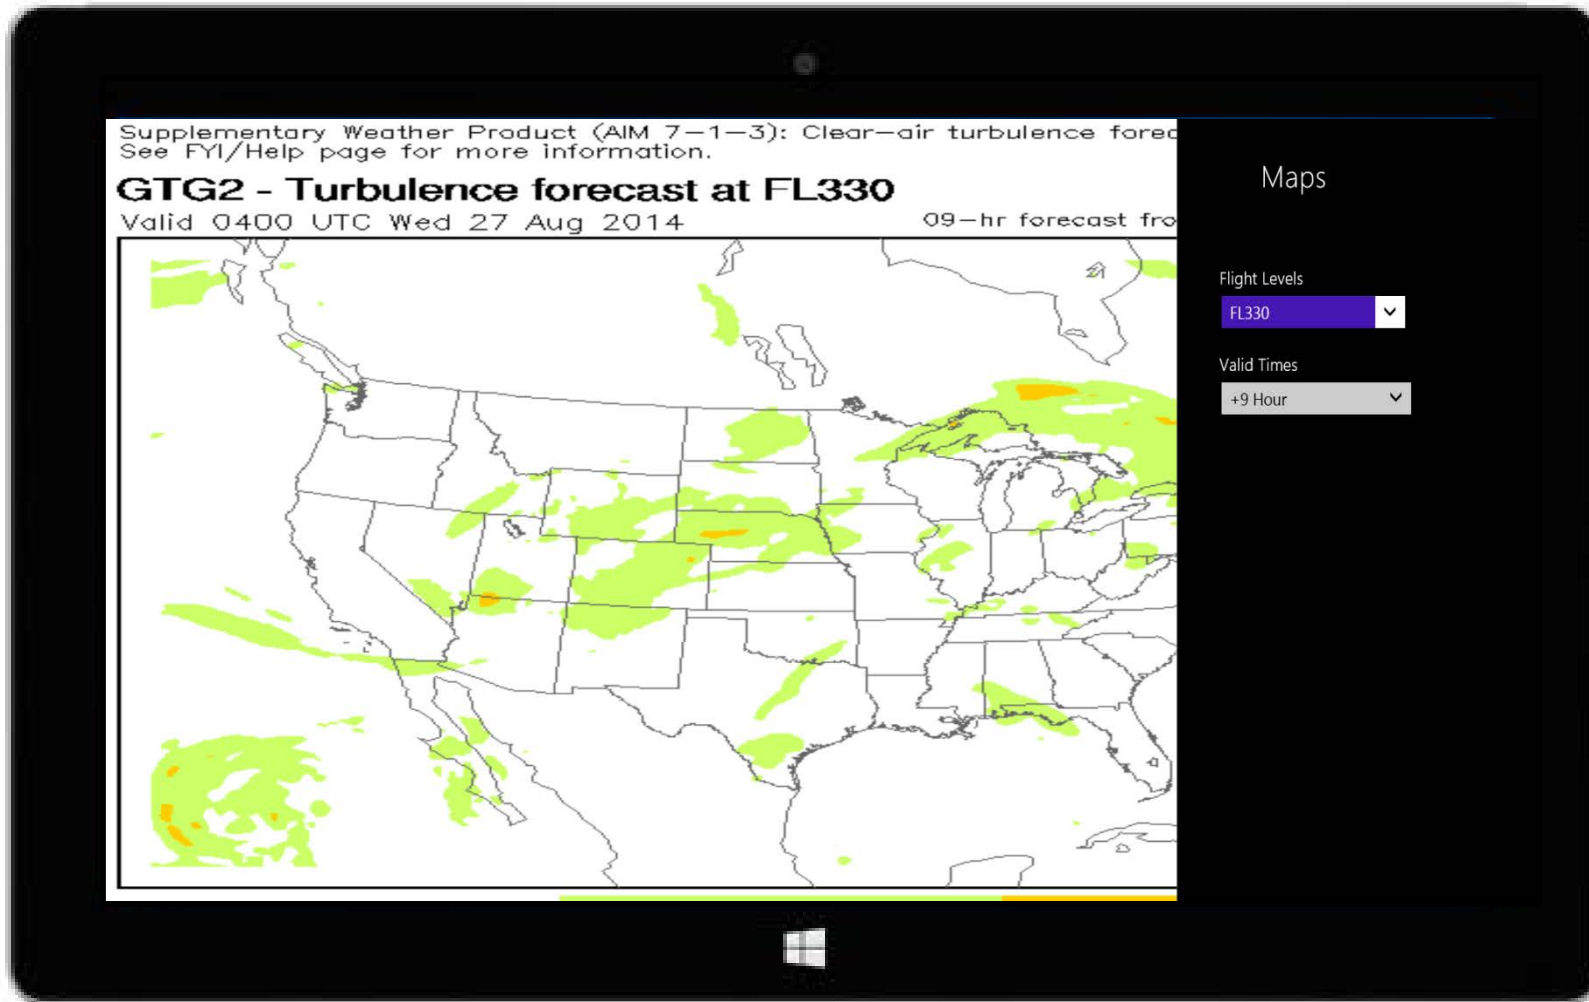 Supplementary Weather Product (AIM 7-1-3): Clear-air turbulence forec
See FYI/Help page for more information.
GTG2 - Turbulence forecast at FL330
Valid 0400 UTC Wed 27 Aug 2014 09-hr forecast fro
Maps
Flight Levels
FL330
Valid Times
+9 Hour